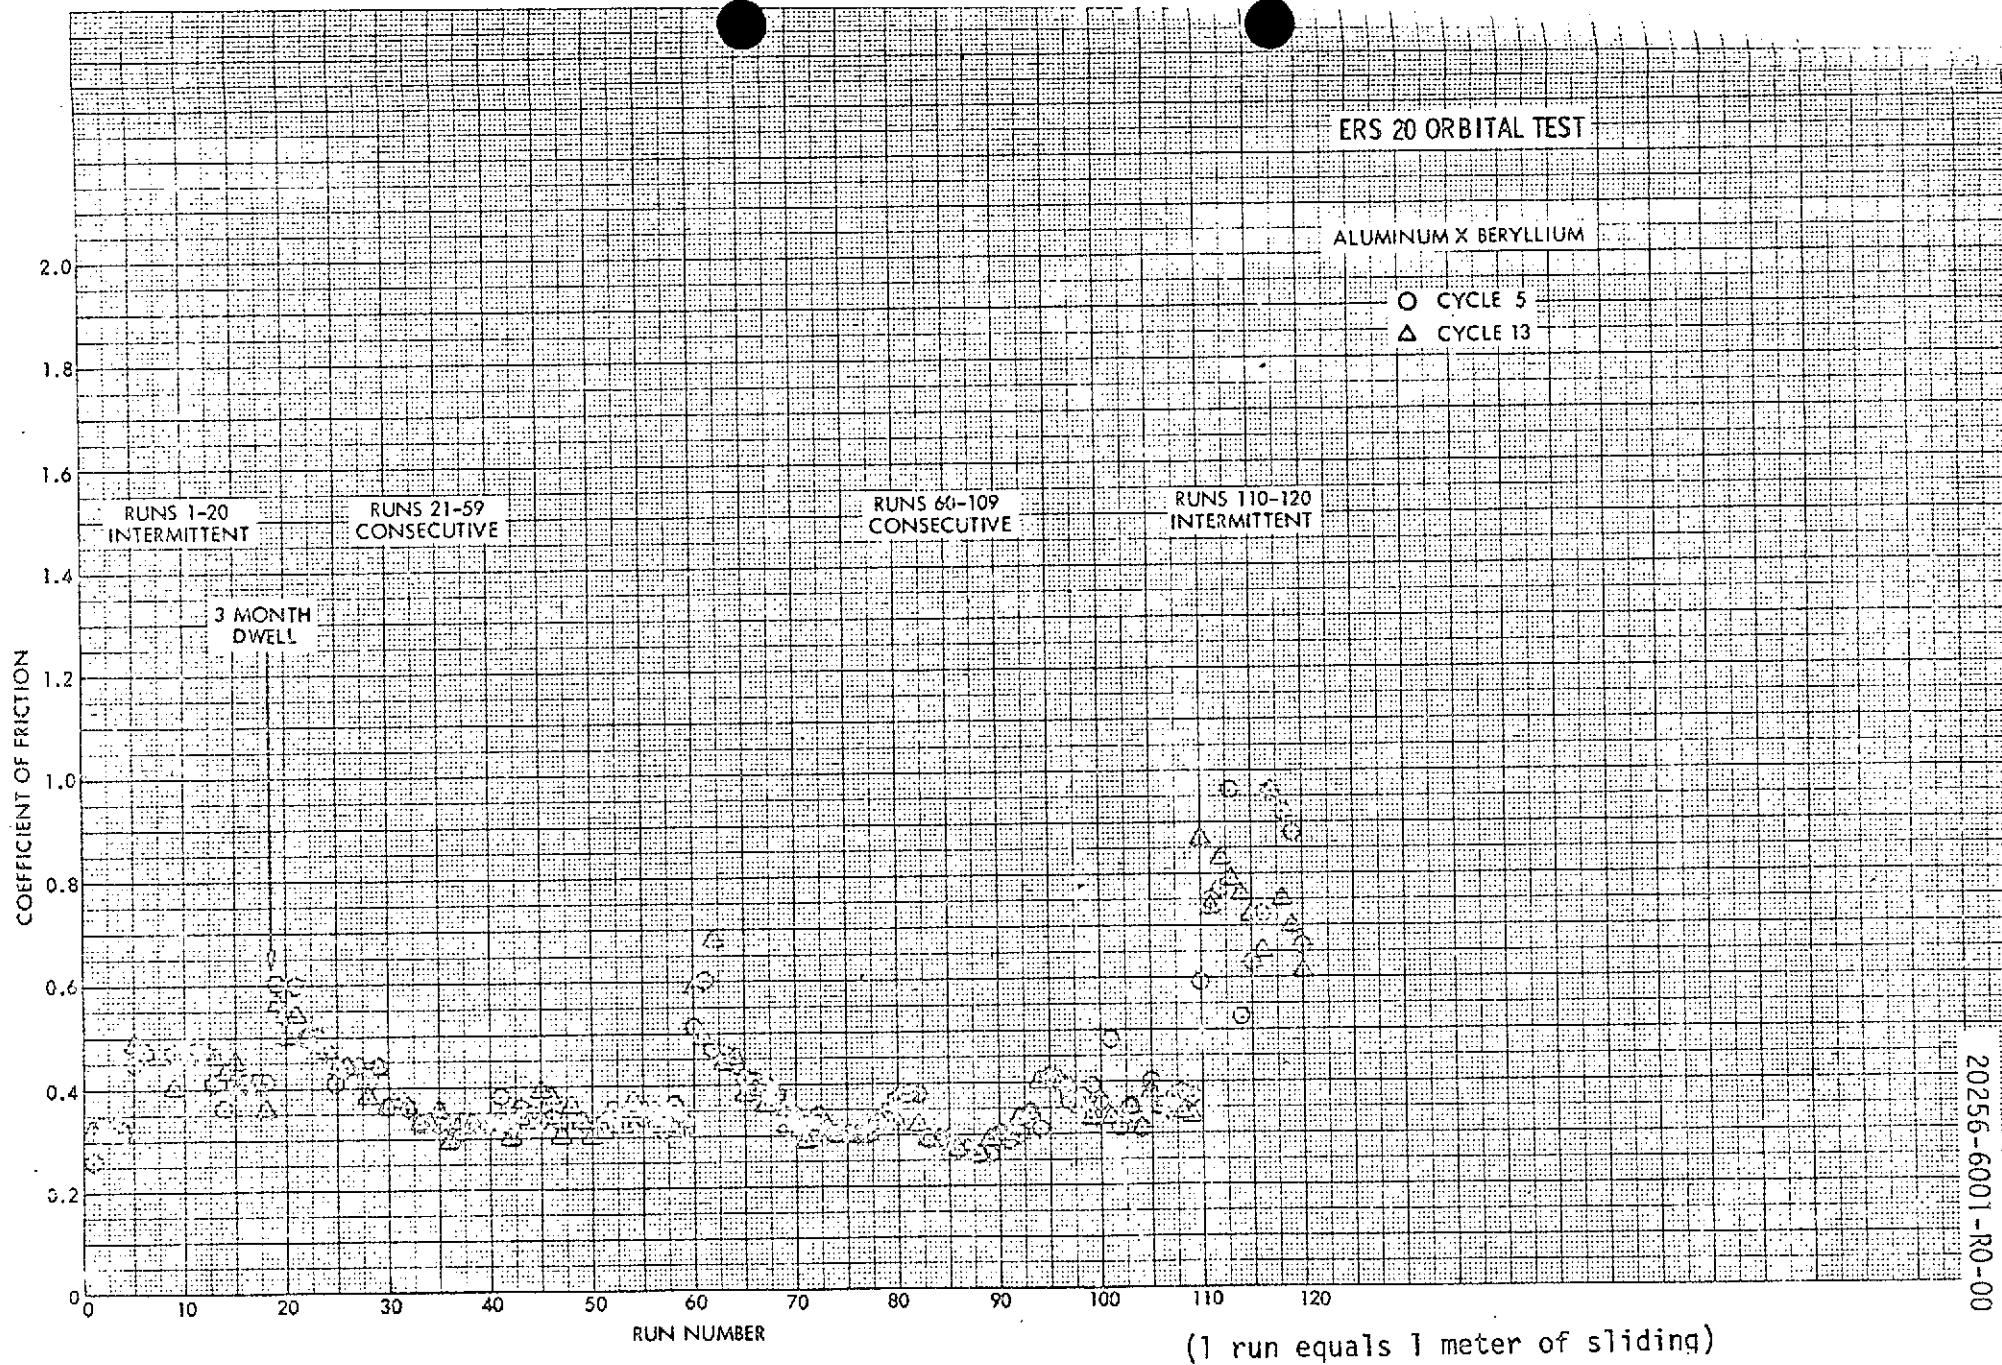 ERS 20 ORBITAL TEST
ALUMINUM X BERYLLIUM
O CYCLE 5
Δ CYCLE 13
2.0
1.8
1.6
1.4
1.2
1.0
0.8
0.6
0.4
0.2
0
COEFFICIENT OF FRICTION
RUNS 1-20
INTERMITTENT
RUNS 21-59
CONSECUTIVE
RUNS 60-109
CONSECUTIVE
RUNS 110-120
INTERMITTENT
3 MONTH
DWELL
0 10 20 30 40 50 60 70 80 90 100 110 120
RUN NUMBER
(1 run equals 1 meter of sliding)
20256-6001-R0-00